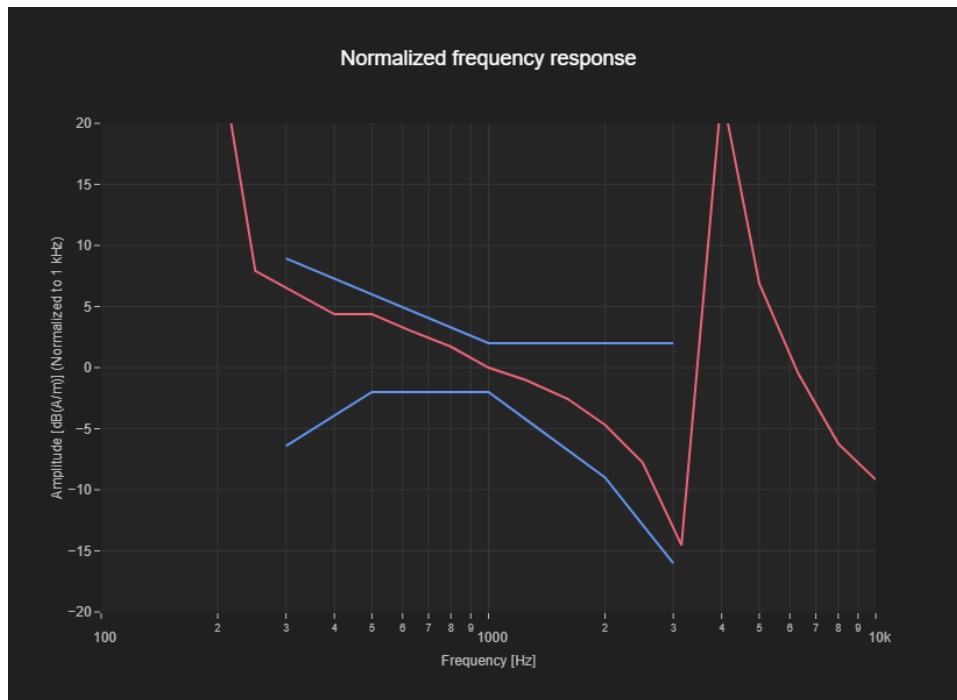 Normalized frequency response
Amplitude [dB(A/m)] (Normalized to 1 kHz)
20
15
10
5
0
−5
−10
−15
−20
2 3 4 5 6 7 8 9 2 3 4 5 6 7 8 9
100 1000 10k
Frequency [Hz]